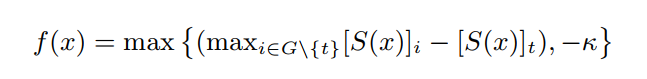 f(x) = max {(max_{i∈G\{t}}[S(x)]_i − [S(x)]_t), −κ}